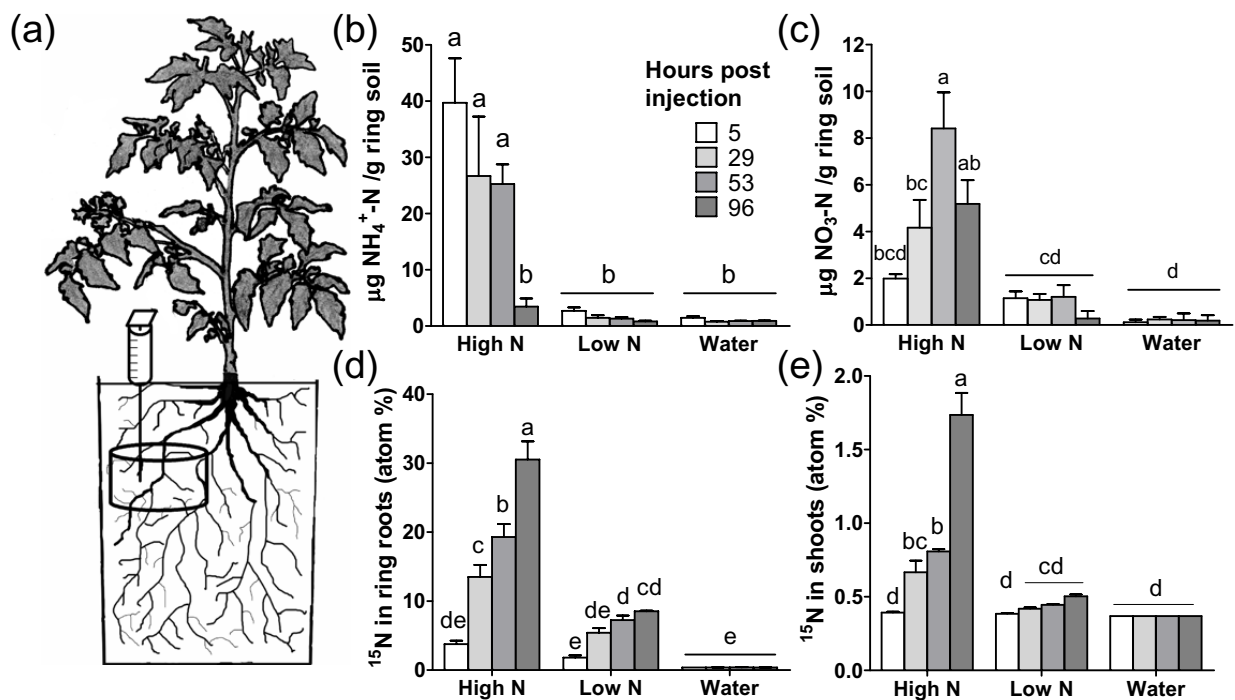 (a)
(b)
µg NH₄⁺-N /g ring soil
50
40
30
20
10
0
a
a
a
b
b
b
High N
Low N
Water
Hours post
injection
5
29
53
96
(c)
µg NO₃-N /g ring soil
12
10
8
6
4
2
0
bcd
bc
a
ab
cd
d
High N
Low N
Water
(d)
¹⁵N in ring roots (atom %)
40
30
20
10
0
de
c
b
a
e
de
d
cd
e
High N
Low N
Water
(e)
¹⁵N in shoots (atom %)
2.0
1.5
1.0
0.5
0.0
d
bc
b
a
d
cd
d
High N
Low N
Water